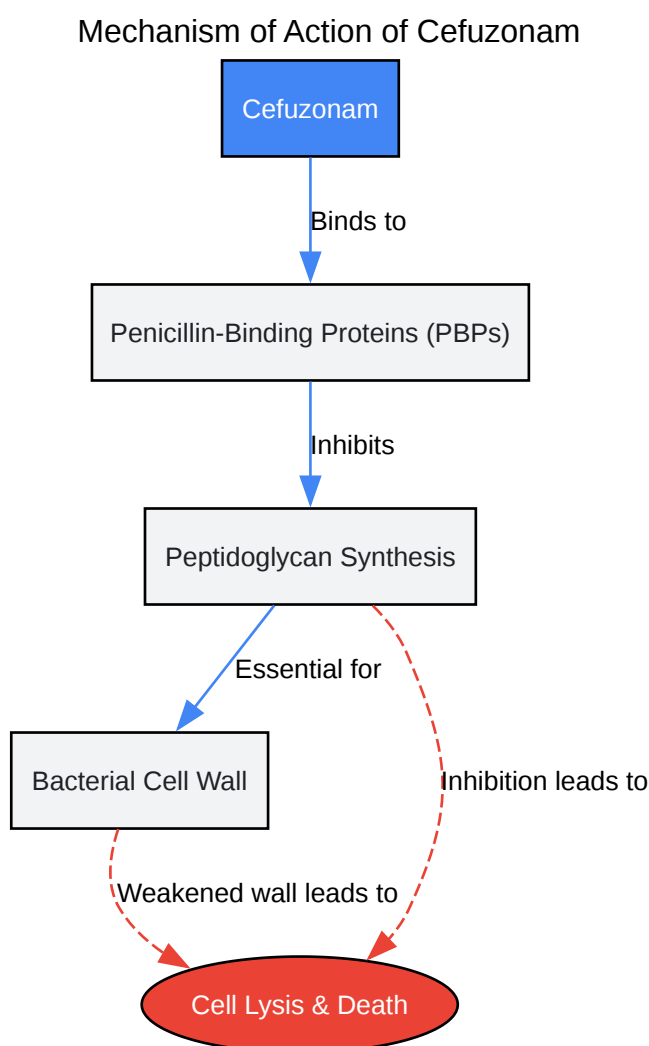 Mechanism of Action of Cefuzonam
Cefuzonam
Binds to
Penicillin-Binding Proteins (PBPs)
Inhibits
Peptidoglycan Synthesis
Essential for
Bacterial Cell Wall
Inhibition leads to
Weakened wall leads to
Cell Lysis & Death